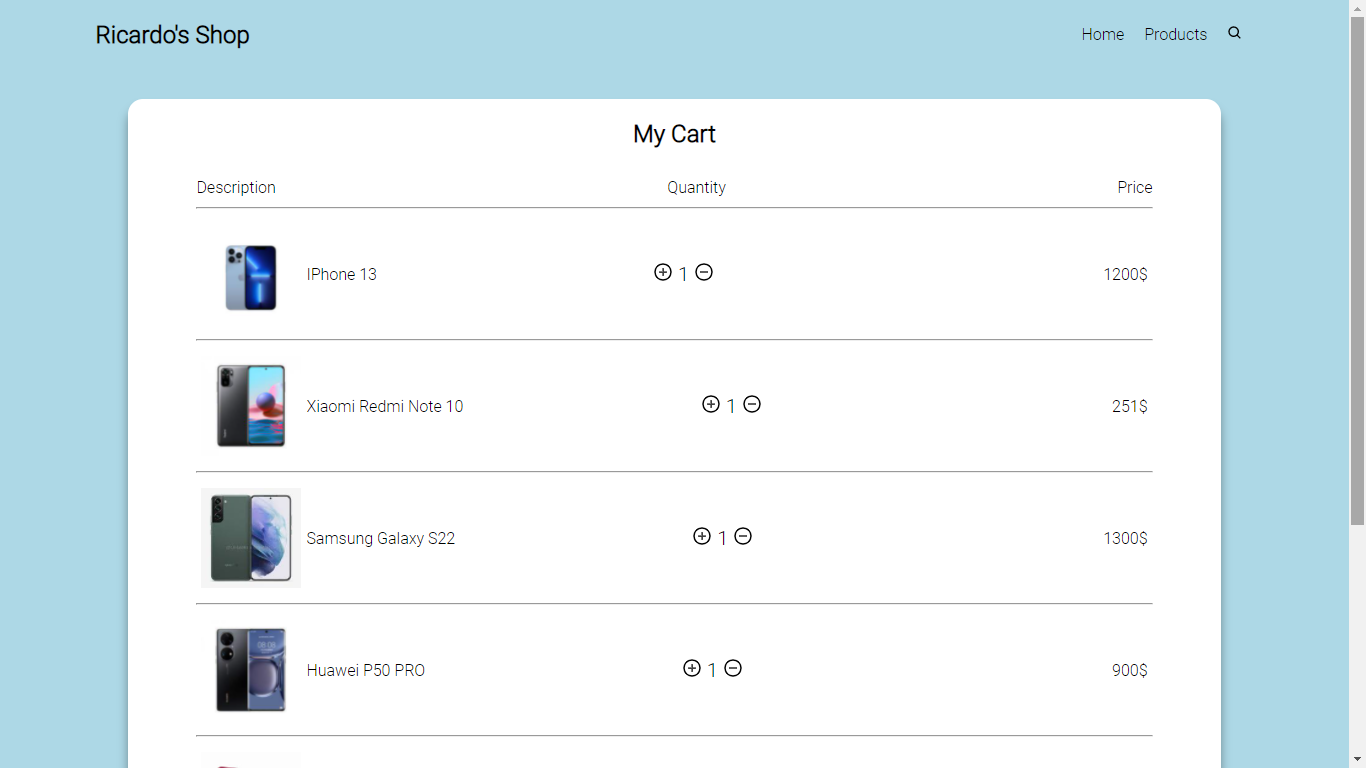 Ricardo's Shop Home Products
My Cart
Description Quantity Price
IPhone 13 1 1200$
Xiaomi Redmi Note 10 1 251$
Samsung Galaxy S22 1 1300$
Huawei P50 PRO 1 900$